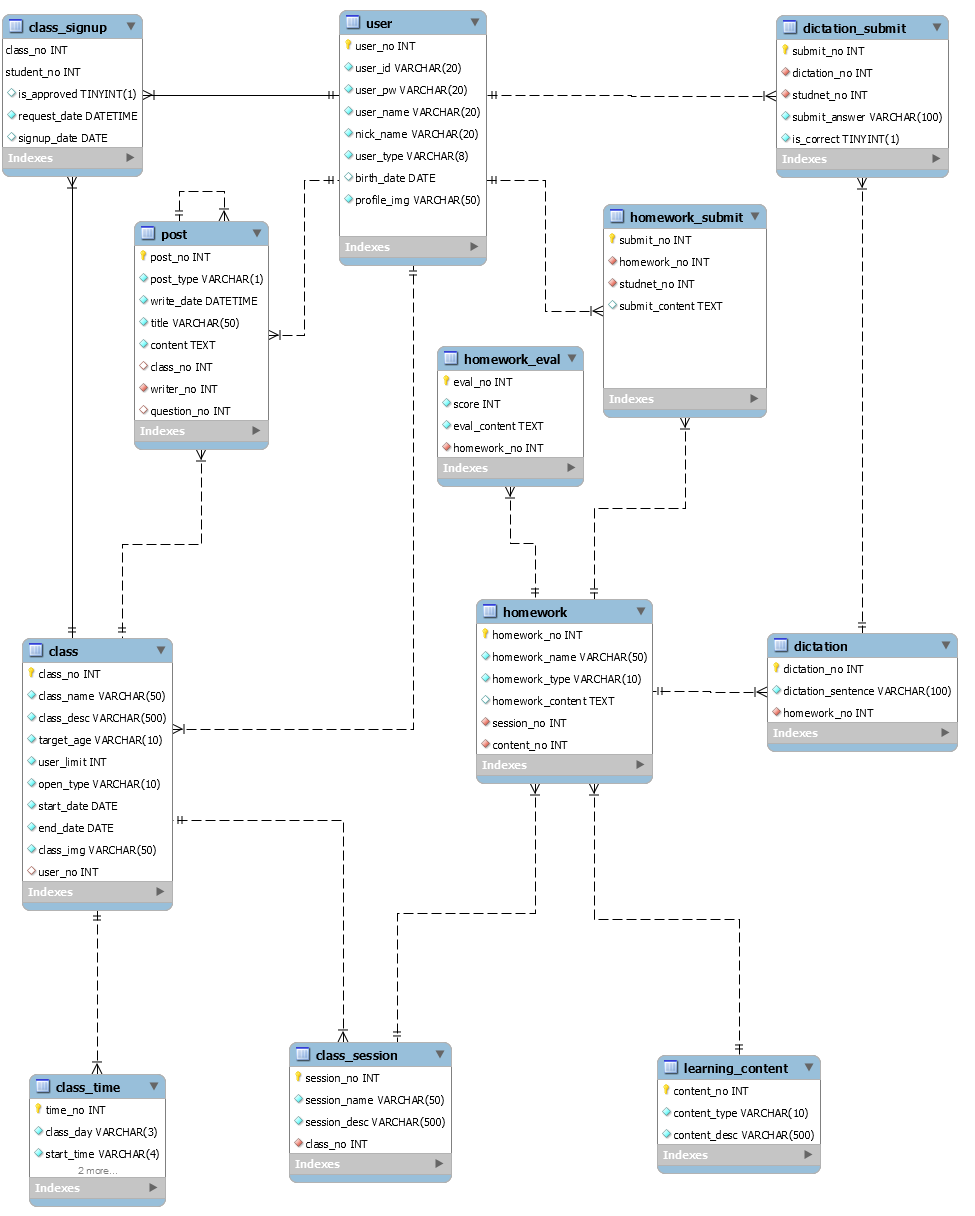 class_signup
class_no INT
student_no INT
is_approved TINYINT(1)
request_date DATETIME
signup_date DATE
Indexes
user
user_no INT
user_id VARCHAR(20)
user_pw VARCHAR(20)
user_name VARCHAR(20)
nick_name VARCHAR(20)
user_type VARCHAR(8)
birth_date DATE
profile_img VARCHAR(50)
Indexes
dictation_submit
submit_no INT
dictation_no INT
studnet_no INT
submit_answer VARCHAR(100)
is_correct TINYINT(1)
Indexes
post
post_no INT
post_type VARCHAR(1)
write_date DATETIME
title VARCHAR(50)
content TEXT
class_no INT
writer_no INT
question_no INT
Indexes
homework_submit
submit_no INT
homework_no INT
studnet_no INT
submit_content TEXT
Indexes
homework_eval
eval_no INT
score INT
eval_content TEXT
homework_no INT
Indexes
homework
homework_no INT
homework_name VARCHAR(50)
homework_type VARCHAR(10)
homework_content TEXT
session_no INT
content_no INT
Indexes
dictation
dictation_no INT
dictation_sentence VARCHAR(100)
homework_no INT
Indexes
class
class_no INT
class_name VARCHAR(50)
class_desc VARCHAR(500)
target_age VARCHAR(10)
user_limit INT
open_type VARCHAR(10)
start_date DATE
end_date DATE
class_img VARCHAR(50)
user_no INT
Indexes
class_time
time_no INT
class_day VARCHAR(3)
start_time VARCHAR(4)
2 more...
Indexes
class_session
session_no INT
session_name VARCHAR(50)
session_desc VARCHAR(500)
class_no INT
Indexes
learning_content
content_no INT
content_type VARCHAR(10)
content_desc VARCHAR(500)
Indexes